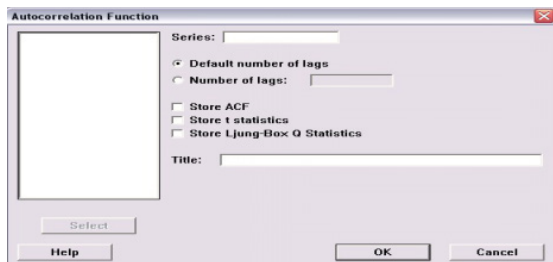 Autocorrelation Function
Series:
Default number of lags
Number of lags:
Store ACF
Store t statistics
Store Ljung-Box Q Statistics
Title:
Select
Help
OK
Cancel